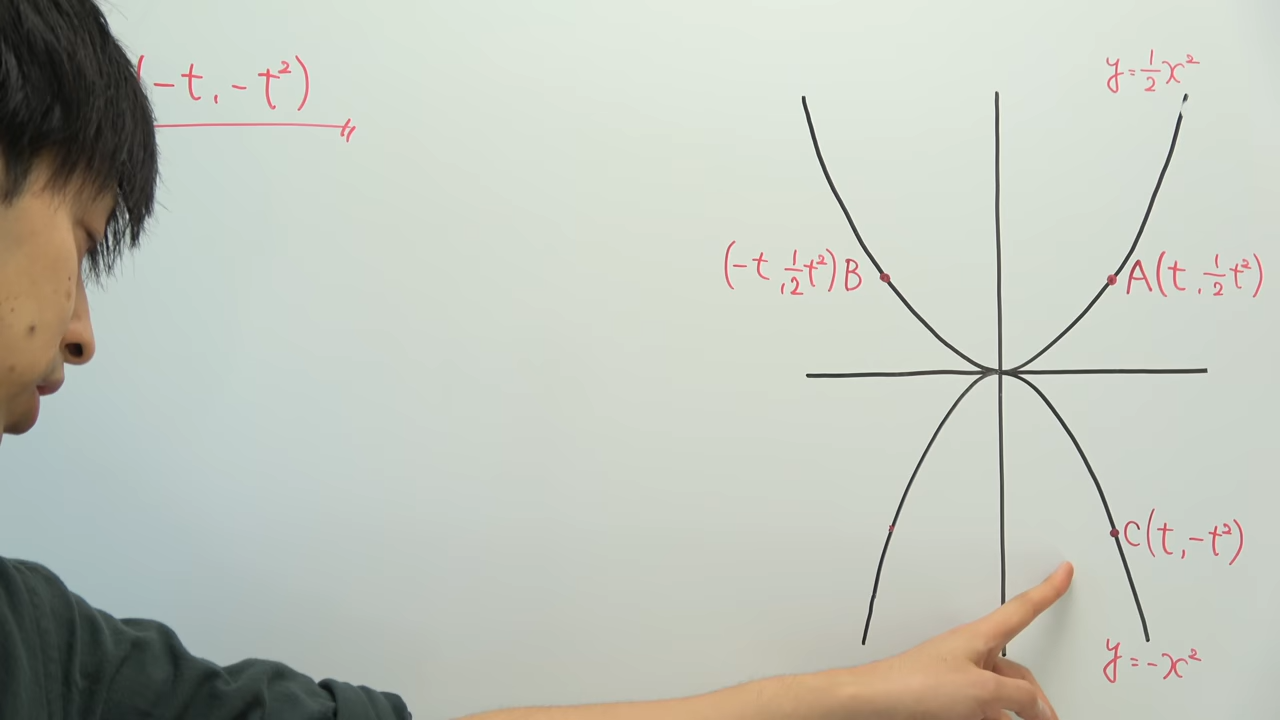 (-t, -t²)
y=½x²
(-t, ½t²)B
A(t, ½t²)
C(t, -t²)
y=-x²